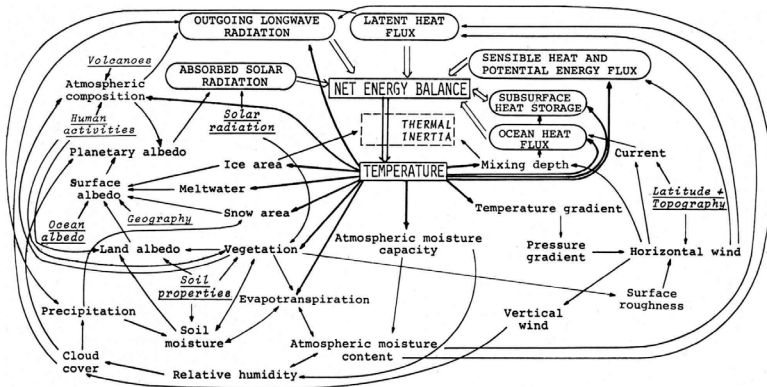 OUTGOING LONGWAVE
RADIATION
LATENT HEAT
FLUX
Volcanoes
ABSORBED SOLAR
RADIATION
SENSIBLE HEAT AND
POTENTIAL ENERGY FLUX
Atmospheric
composition
NET ENERGY BALANCE
SUBSURFACE
HEAT STORAGE
Human
activities
Solar
radiation
THERMAL
INERTIA
OCEAN HEAT
FLUX
Planetary albedo
Ice area
TEMPERATURE
Mixing depth
Current
Surface
albedo
Meltwater
Latitude +
Topography
Ocean
albedo
Geography
Snow area
Temperature gradient
Land albedo
Vegetation
Atmospheric moisture
capacity
Pressure
gradient
Horizontal wind
Soil
properties
Evapotranspiration
Surface
roughness
Precipitation
Soil
moisture
Vertical
wind
Cloud
cover
Relative humidity
Atmospheric moisture
content